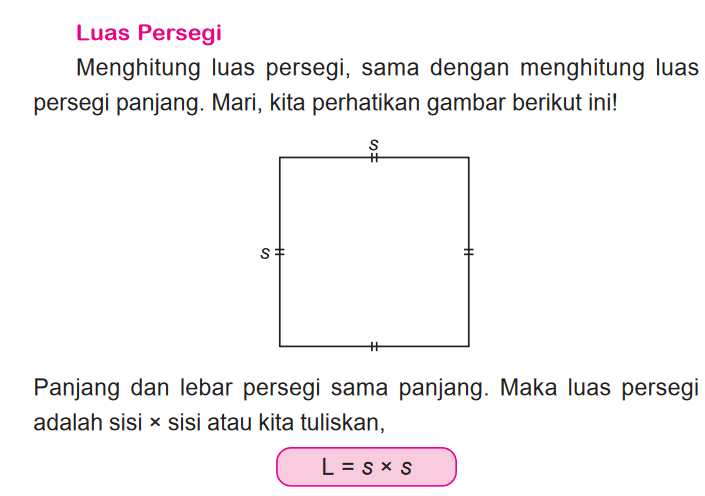 Luas Persegi
Menghitung luas persegi, sama dengan menghitung luas
persegi panjang. Mari, kita perhatikan gambar berikut ini!
s
s
Panjang dan lebar persegi sama panjang. Maka luas persegi
adalah sisi × sisi atau kita tuliskan,
L = s × s